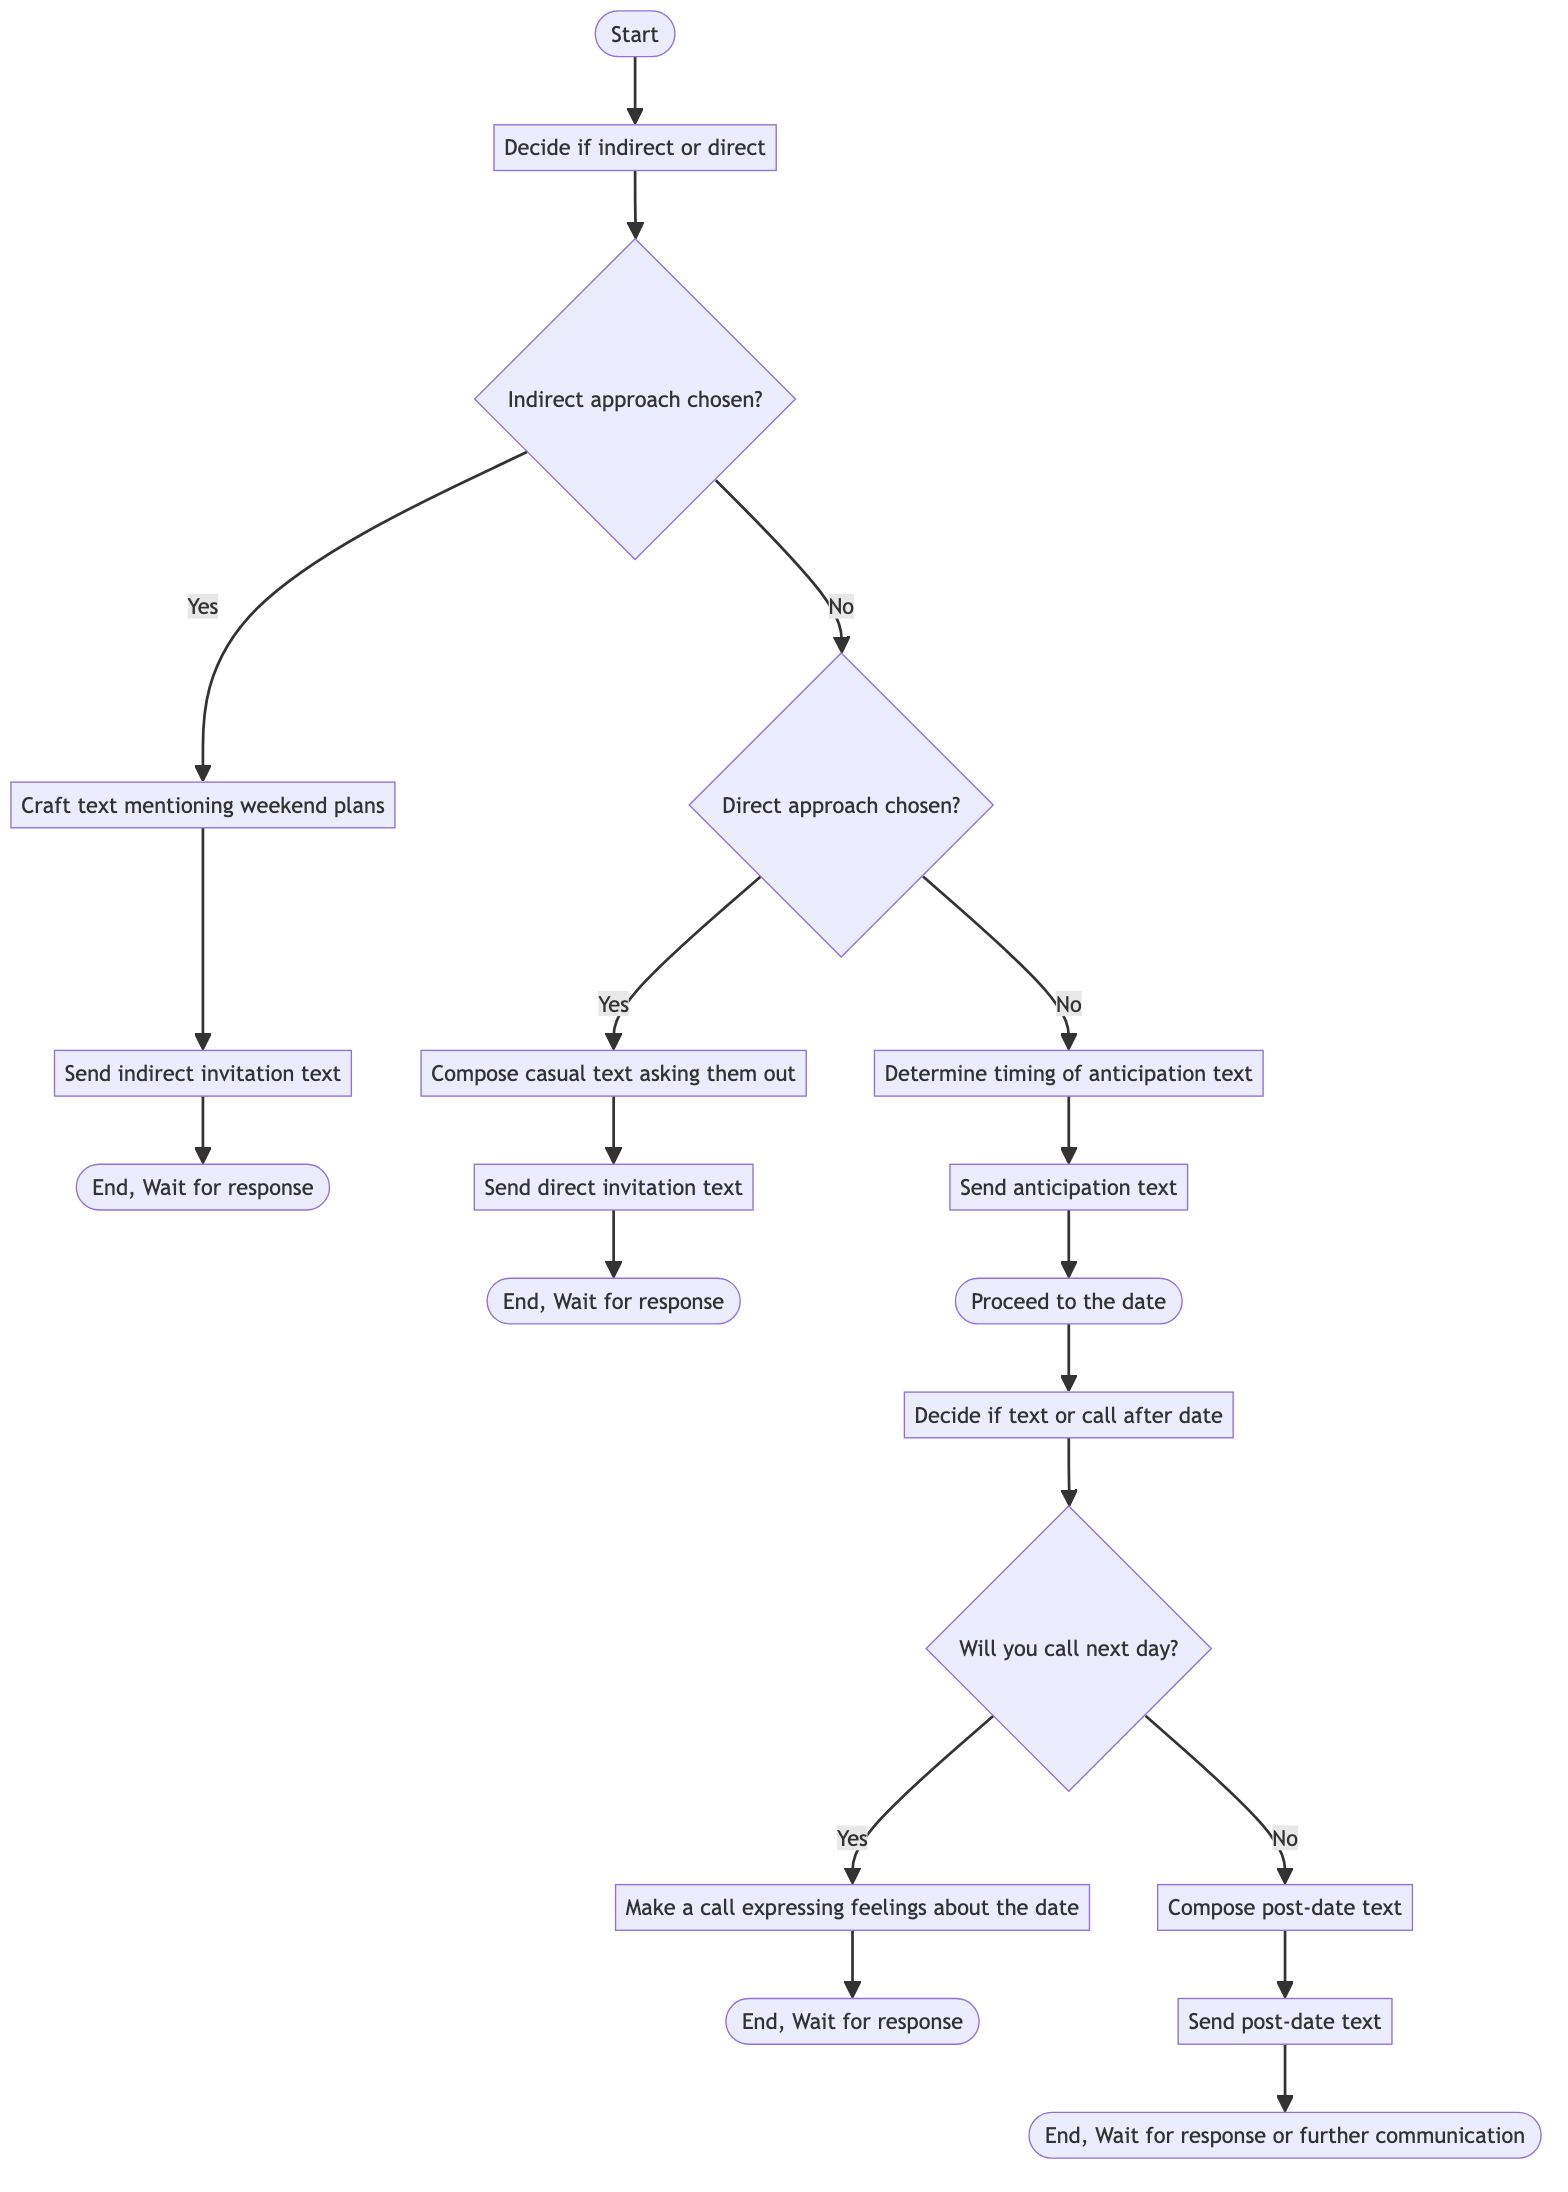 Start
Decide if indirect or direct
Indirect approach chosen?
Yes
No
Craft text mentioning weekend plans
Direct approach chosen?
Yes
No
Send indirect invitation text
Compose casual text asking them out
Determine timing of anticipation text
End, Wait for response
Send direct invitation text
Send anticipation text
End, Wait for response
Proceed to the date
Decide if text or call after date
Will you call next day?
Yes
No
Make a call expressing feelings about the date
Compose post-date text
End, Wait for response
Send post-date text
End, Wait for response or further communication